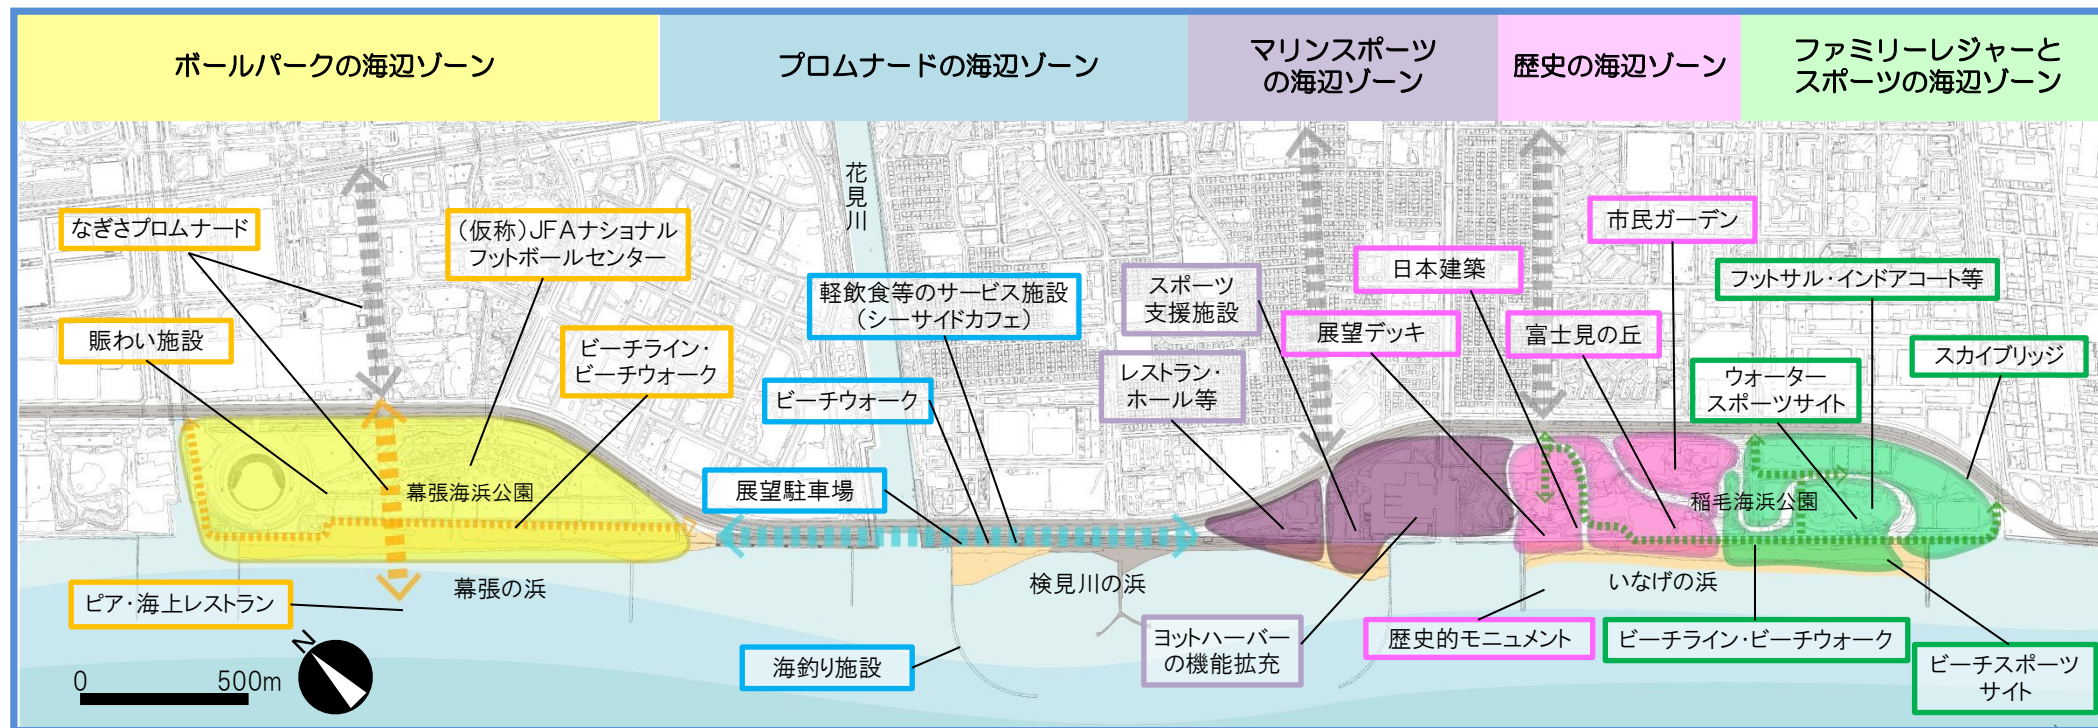 ボールパークの海辺ゾーン
プロムナードの海辺ゾーン
マリンスポーツ
の海辺ゾーン
歴史の海辺ゾーン
ファミリーレジャーと
スポーツの海辺ゾーン
花見川
なぎさプロムナード
(仮称)JFAナショナル
フットボールセンター
賑わい施設
ビーチライン・
ビーチウォーク
軽飲食等のサービス施設
(シーサイドカフェ)
ビーチウォーク
展望駐車場
スポーツ
支援施設
レストラン・
ホール等
日本建築
展望デッキ
市民ガーデン
富士見の丘
フットサル・インドアコート等
ウォーター
スポーツサイト
スカイブリッジ
幕張海浜公園
稲毛海浜公園
幕張の浜
検見川の浜
いなげの浜
ピア・海上レストラン
海釣り施設
ヨットハーバー
の機能拡充
歴史的モニュメント
ビーチライン・ビーチウォーク
ビーチスポーツ
サイト
N
0 500m